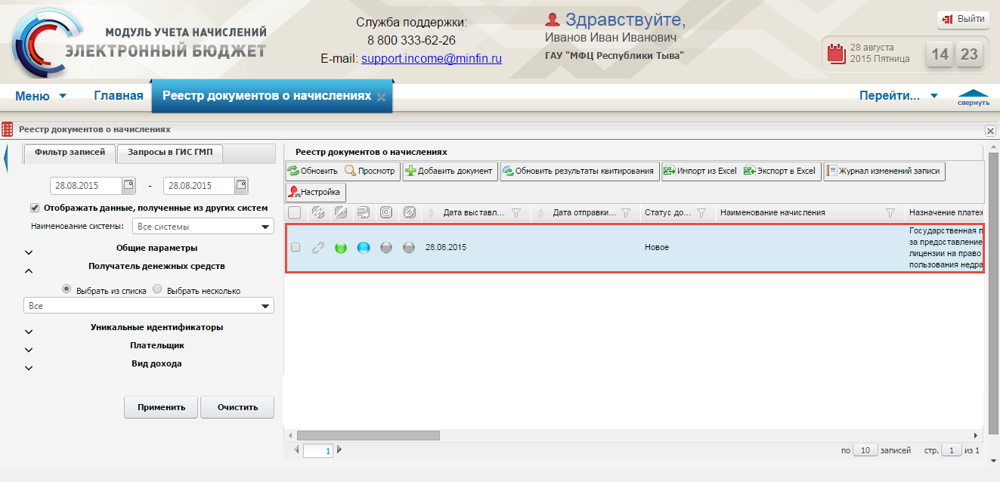 МОДУЛЬ УЧЕТА НАЧИСЛЕНИЙ
ЭЛЕКТРОННЫЙ БЮДЖЕТ
Служба поддержки:
8 800 333-62-26
E-mail: support.income@minfin.ru
Здравствуйте,
Иванов Иван Иванович
ГАУ "МФЦ Республики Тыва"
Выйти
28 августа
2015 Пятница
14 23
Меню Главная Реестр документов о начислениях Перейти...
свернуть
Реестр документов о начислениях
Фильтр записей Запросы в ГИС ГМП
28.08.2015 - 28.08.2015
Отображать данные, полученные из других систем
Наименование системы: Все системы
Общие параметры
Получатель денежных средств
Выбрать из списка Выбрать несколько
Все
Уникальные идентификаторы
Плательщик
Вид дохода
Применить Очистить
Реестр документов о начислениях
Обновить Просмотр Добавить документ Обновить результаты квитирования Импорт из Excel Экспорт в Excel Журнал изменений записи
Настройка
Дата выставл... Дата отправки... Статус до... Наименование начисления Назначение платеж
28.08.2015 Новое
Государственная п
за предоставление
лицензии на право
пользования недра
1
по 10 записей стр. 1 из 1